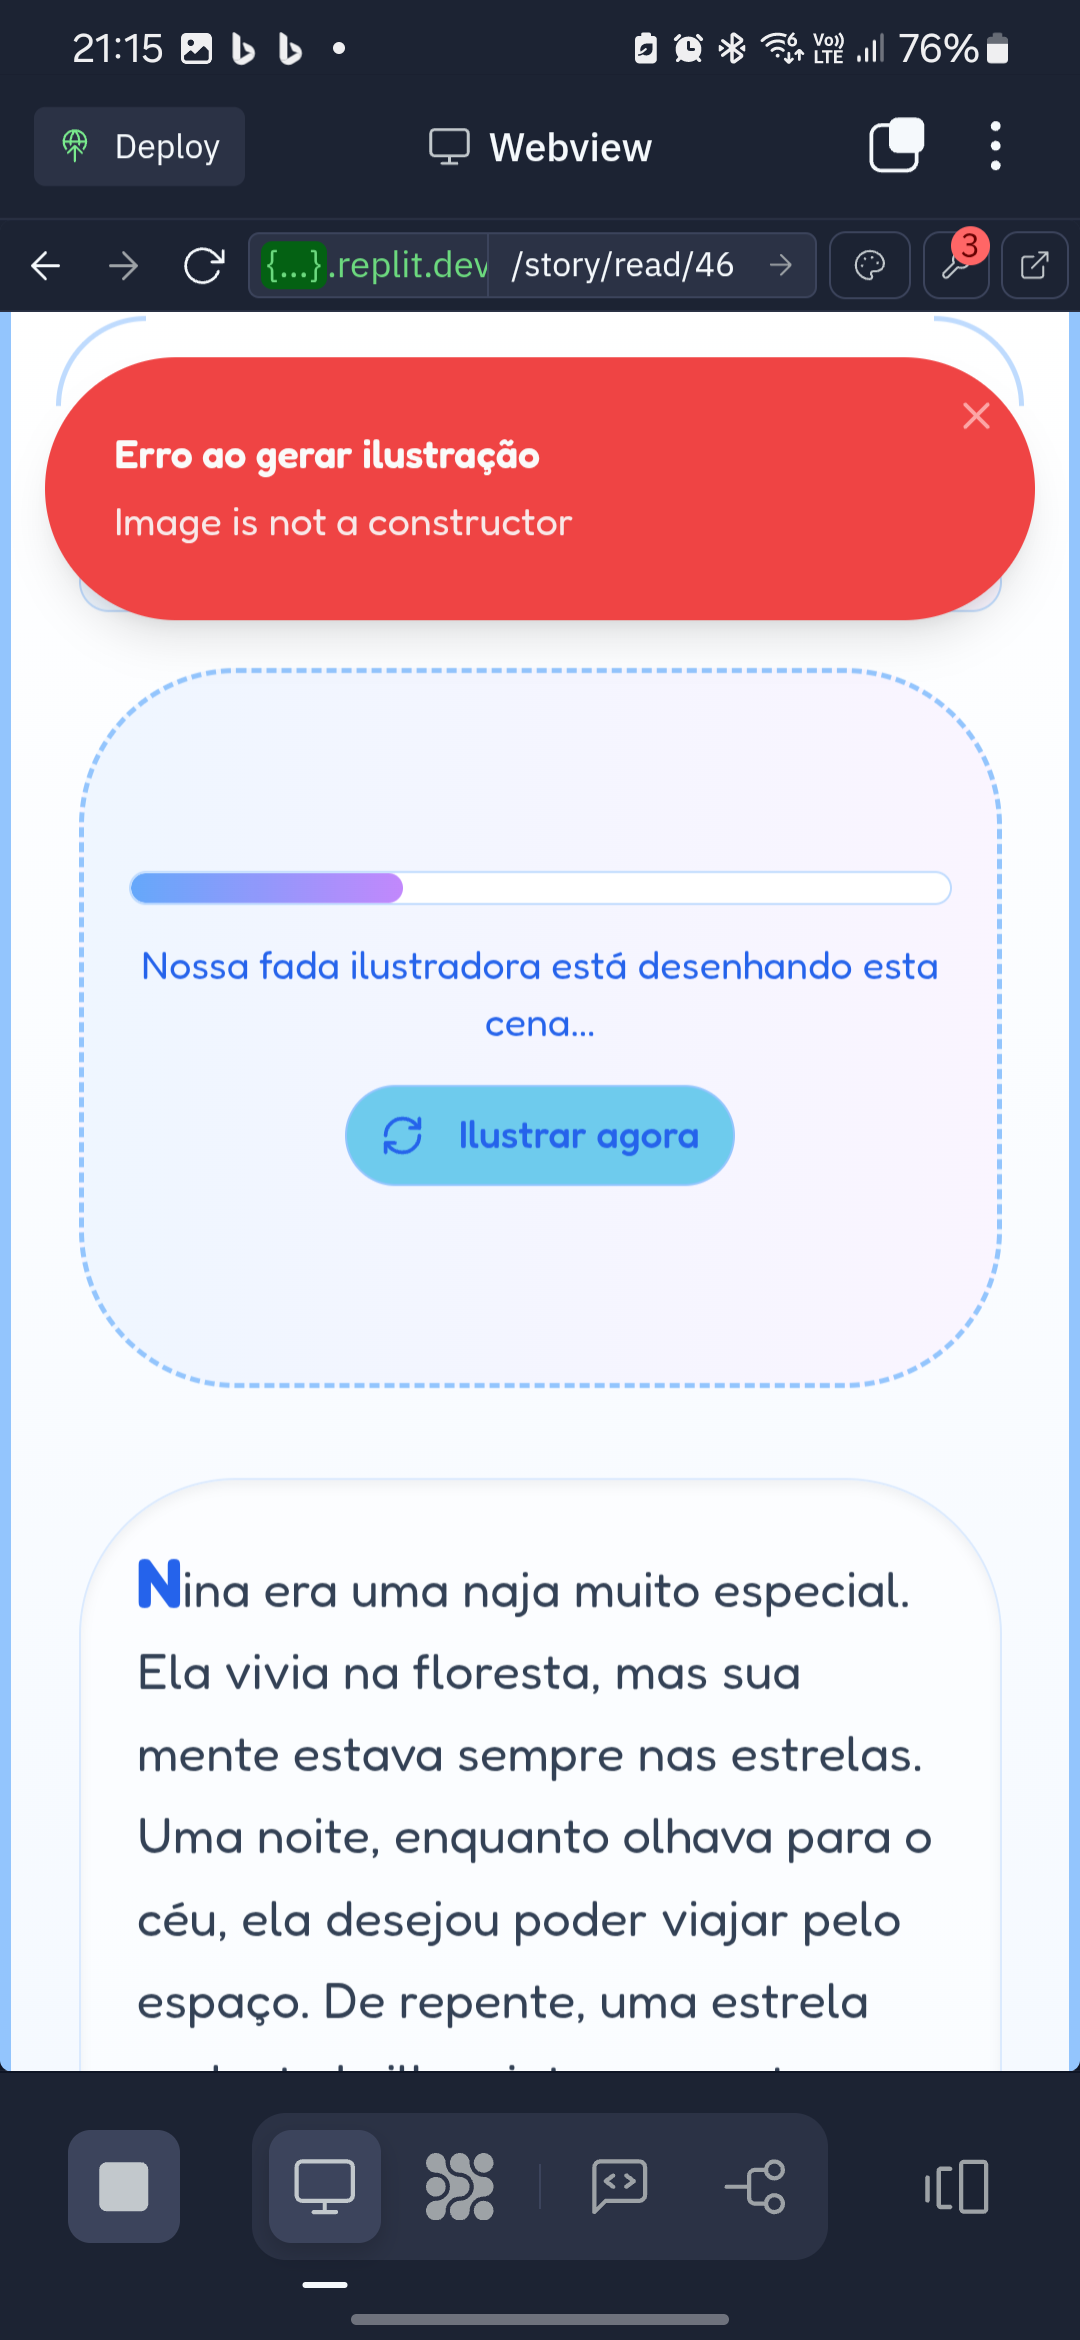 21:15
Vo))
LTE
6
76%
Deploy
Webview
{...}.replit.dev
/story/read/46
3
Erro ao gerar ilustração
Image is not a constructor
Nossa fada ilustradora está desenhando esta
cena...
Ilustrar agora
Nina era uma naja muito especial.
Ela vivia na floresta, mas sua
mente estava sempre nas estrelas.
Uma noite, enquanto olhava para o
céu, ela desejou poder viajar pelo
espaço. De repente, uma estrela